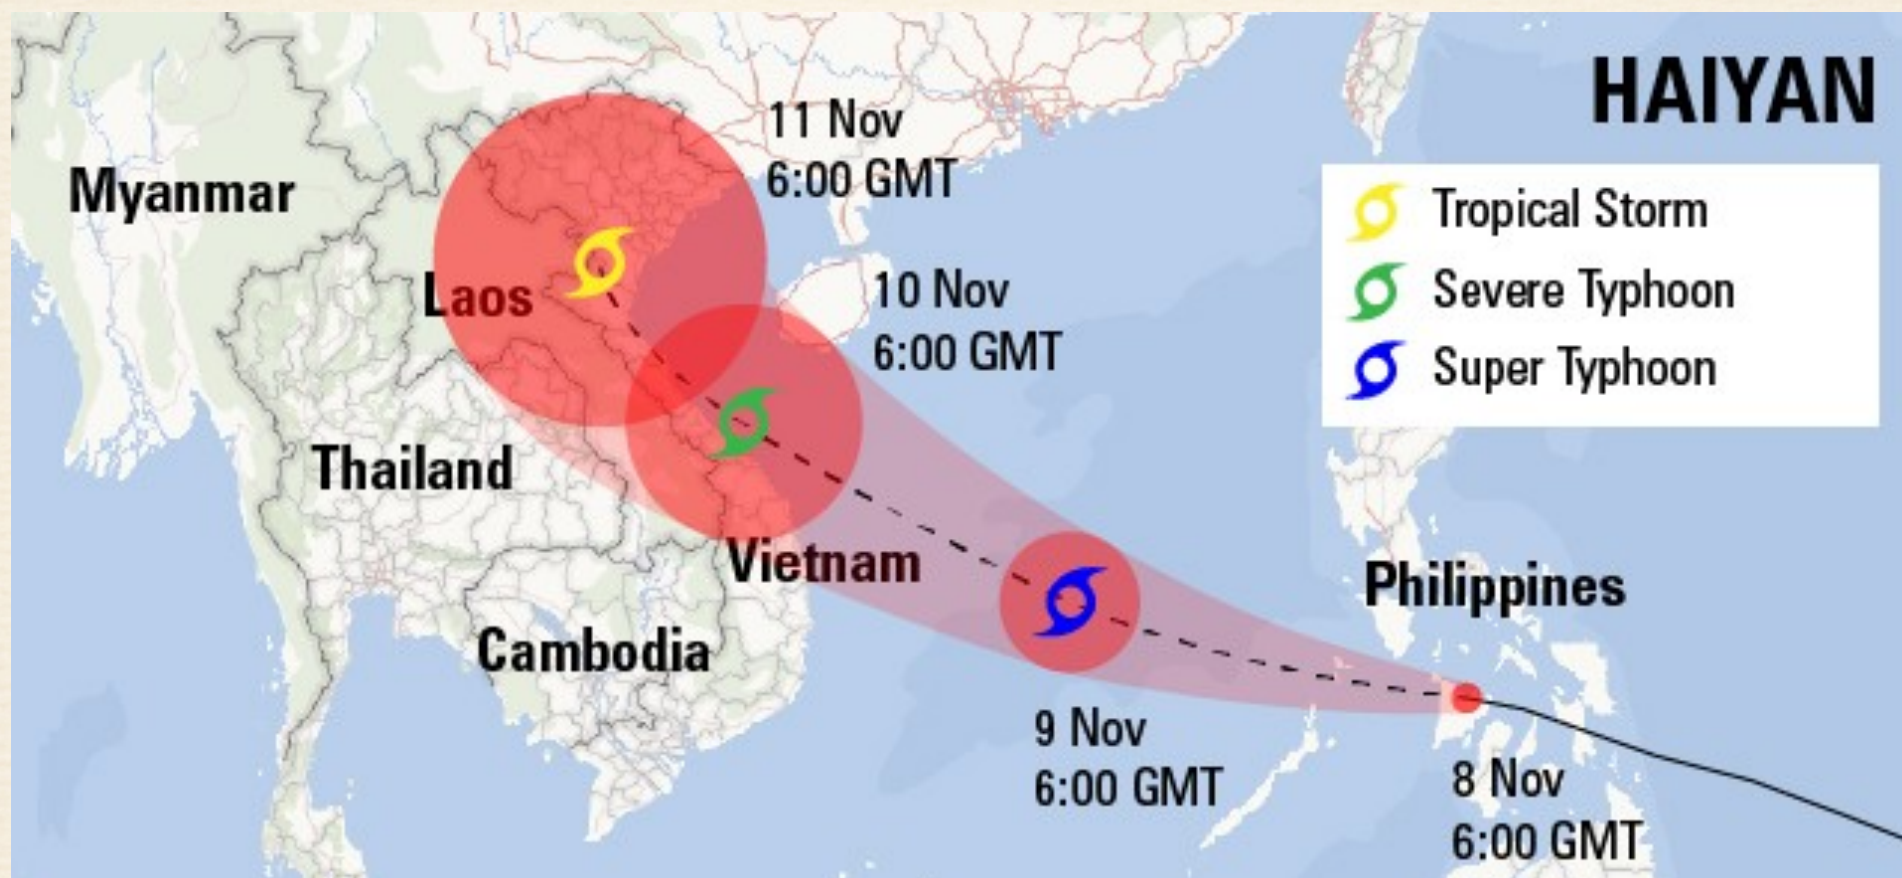 HAIYAN
Tropical Storm
Severe Typhoon
Super Typhoon
11 Nov
6:00 GMT
Myanmar
Laos
10 Nov
6:00 GMT
Thailand
Vietnam
Philippines
Cambodia
9 Nov
6:00 GMT
8 Nov
6:00 GMT